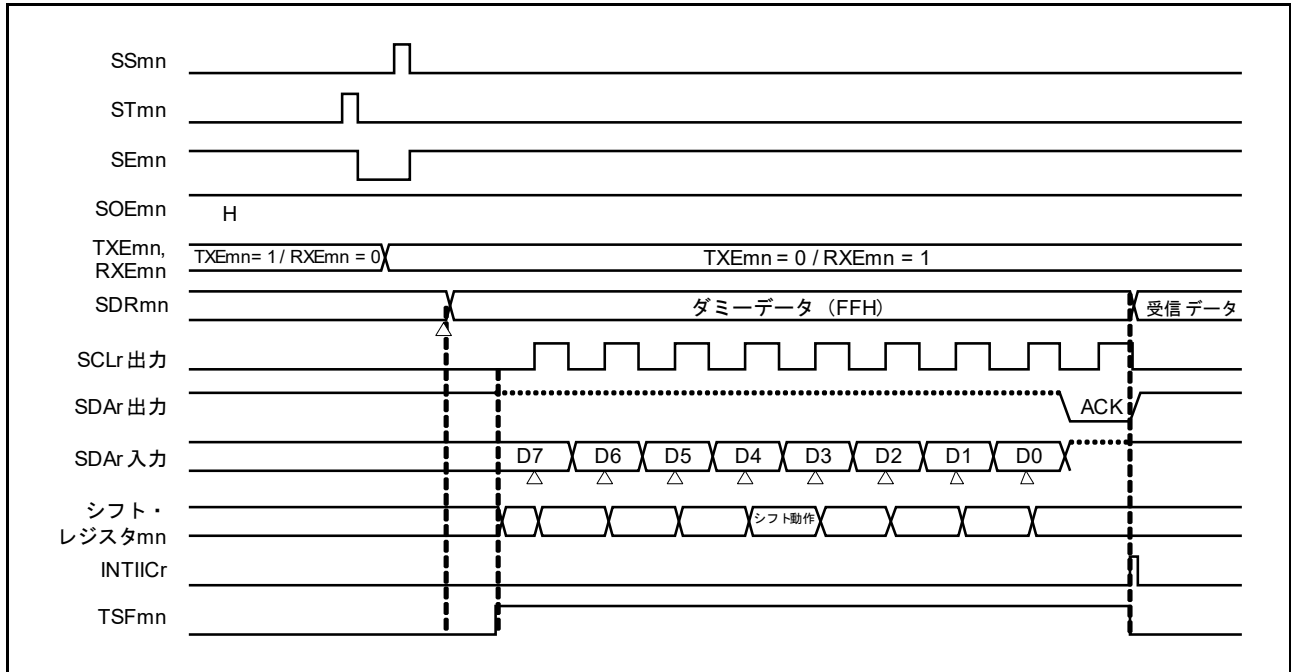 SSmn
STmn
SEmn
SOEmn H
TXEmn,
RXEmn
TXEmn= 1 / RXEmn = 0
TXEmn = 0 / RXEmn = 1
SDRmn
ダミーデータ（FFH）
受信 データ
SCLr 出力
SDAr 出力
ACK
SDAr 入力
D7 D6 D5 D4 D3 D2 D1 D0
シフト・
レジスタmn
シフト動作
INTIICr
TSFmn